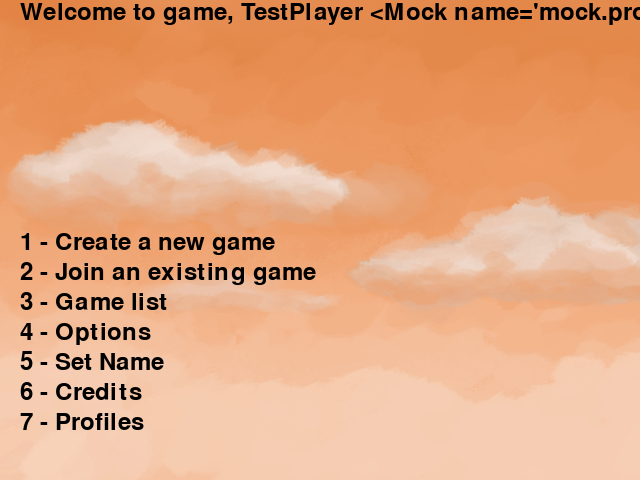 Welcome to game, TestPlayer <Mock name='mock.pro
1 - Create a new game
2 - Join an existing game
3 - Game list
4 - Options
5 - Set Name
6 - Credits
7 - Profiles